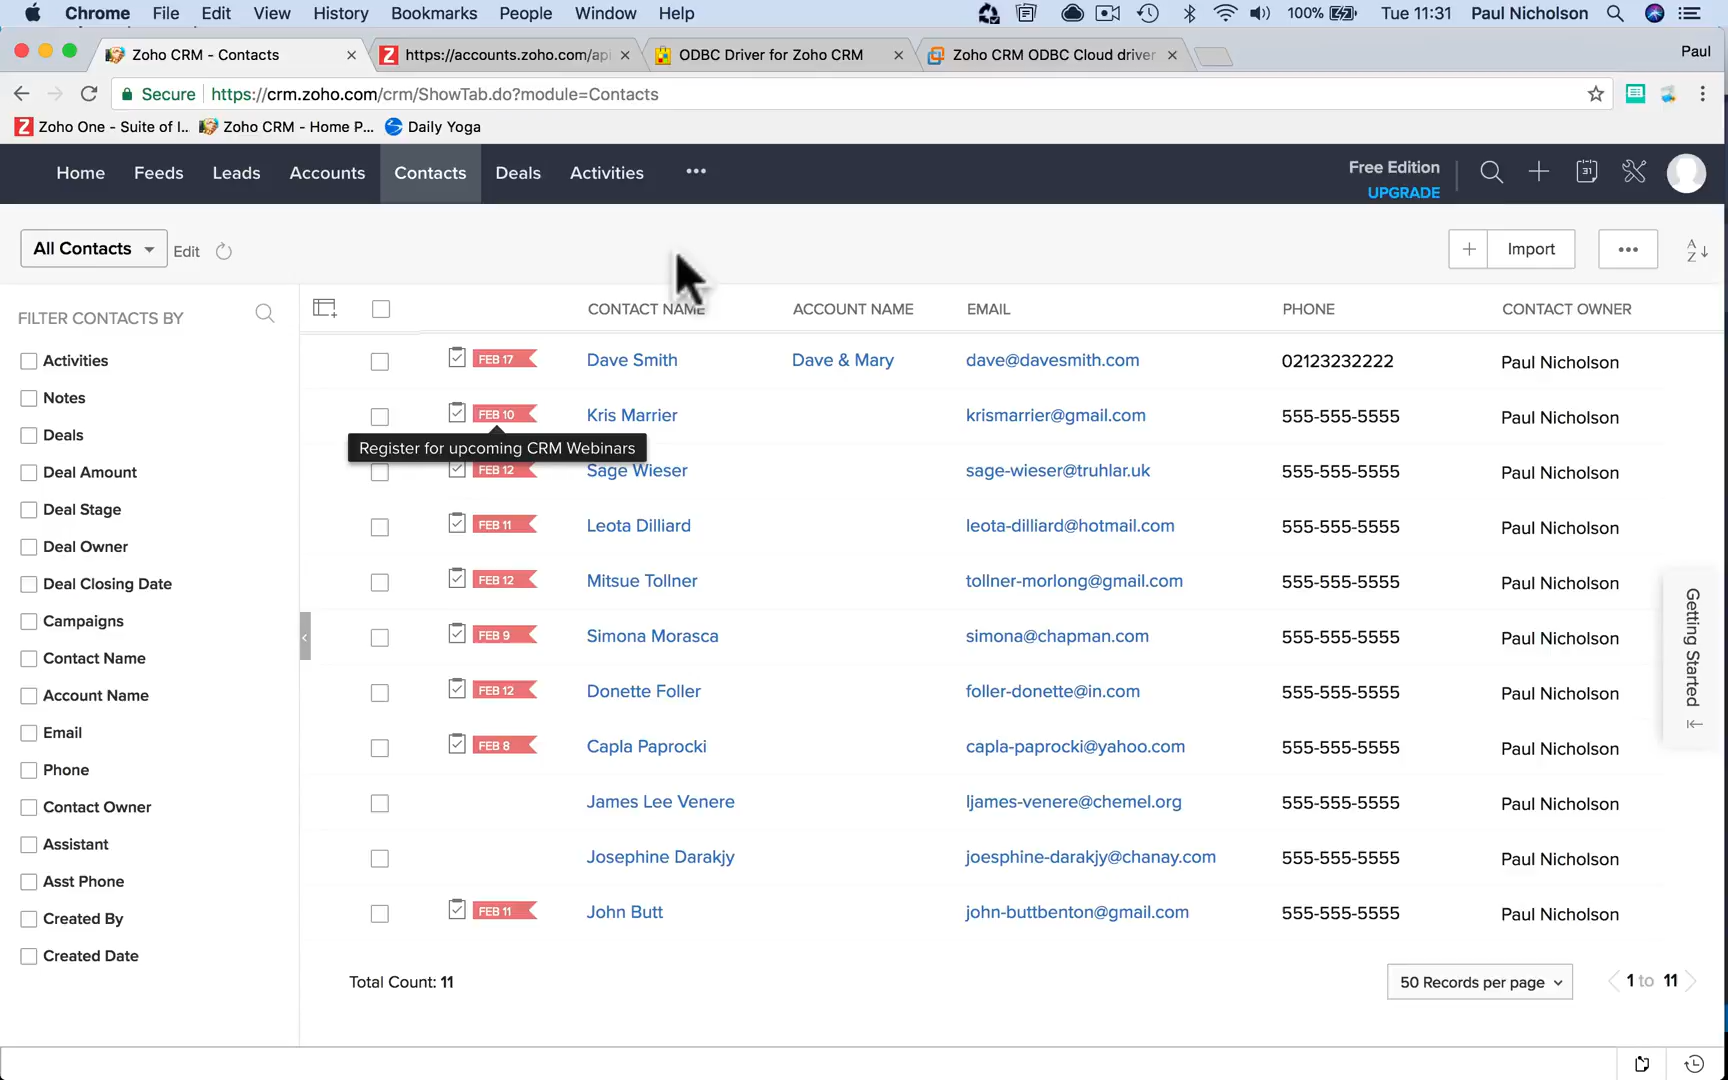 Chrome File Edit View History Bookmarks People Window Help 100% Tue 11:31 Paul Nicholson
Zoho CRM - Contacts https://accounts.zoho.com/api ODBC Driver for Zoho CRM Zoho CRM ODBC Cloud driver Paul
Secure https://crm.zoho.com/crm/ShowTab.do?module=Contacts
Zoho One - Suite of I... Zoho CRM - Home P... Daily Yoga
Home Feeds Leads Accounts Contacts Deals Activities ••• Free Edition 31
UPGRADE
All Contacts Edit Import ••• A Z
FILTER CONTACTS BY
CONTACT NAME ACCOUNT NAME EMAIL PHONE CONTACT OWNER
Activities
Notes
Deals
Deal Amount
Deal Stage
Deal Owner
Deal Closing Date
Campaigns
Contact Name
Account Name
Email
Phone
Contact Owner
Assistant
Asst Phone
Created By
Created Date
FEB 17 Dave Smith Dave & Mary dave@davesmith.com 02123232222 Paul Nicholson
FEB 10 Kris Marrier krismarrier@gmail.com 555-555-5555 Paul Nicholson
Register for upcoming CRM Webinars
FEB 12 Sage Wieser sage-wieser@truhlar.uk 555-555-5555 Paul Nicholson
FEB 11 Leota Dilliard leota-dilliard@hotmail.com 555-555-5555 Paul Nicholson
FEB 12 Mitsue Tollner tollner-morlong@gmail.com 555-555-5555 Paul Nicholson
FEB 9 Simona Morasca simona@chapman.com 555-555-5555 Paul Nicholson
FEB 12 Donette Foller foller-donette@in.com 555-555-5555 Paul Nicholson
FEB 8 Capla Paprocki capla-paprocki@yahoo.com 555-555-5555 Paul Nicholson
James Lee Venere ljames-venere@chemel.org 555-555-5555 Paul Nicholson
Josephine Darakjy joesphine-darakjy@chanay.com 555-555-5555 Paul Nicholson
FEB 11 John Butt john-buttbenton@gmail.com 555-555-5555 Paul Nicholson
Getting Started
Total Count: 11 50 Records per page 1 to 11